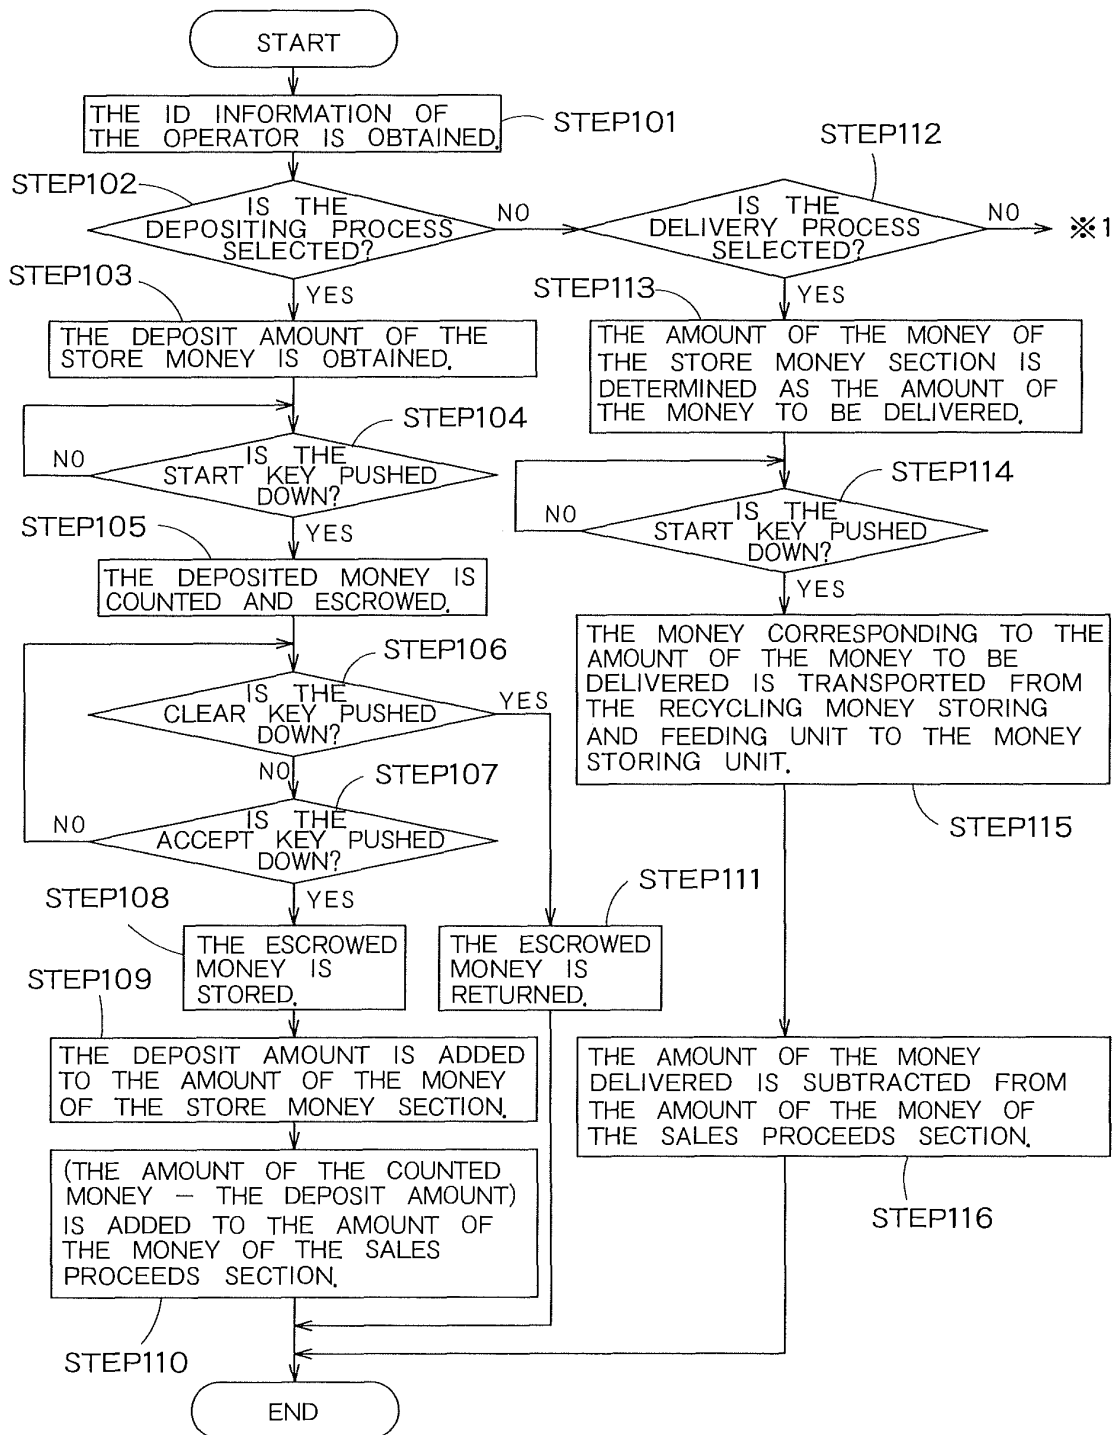 START
THE ID INFORMATION OF
THE OPERATOR IS OBTAINED.
STEP101
STEP102
IS THE
DEPOSITING PROCESS
SELECTED?
NO
YES
STEP112
IS THE
DELIVERY PROCESS
SELECTED?
NO
※1
YES
STEP103
THE DEPOSIT AMOUNT OF THE
STORE MONEY IS OBTAINED.
STEP104
IS THE
START KEY PUSHED
DOWN?
NO
YES
STEP105
THE DEPOSITED MONEY IS
COUNTED AND ESCROWED.
STEP106
IS THE
CLEAR KEY PUSHED
DOWN?
YES
NO
STEP107
IS THE
ACCEPT KEY PUSHED
DOWN?
NO
YES
STEP108
THE ESCROWED
MONEY IS
STORED.
STEP111
THE ESCROWED
MONEY IS
RETURNED.
STEP109
THE DEPOSIT AMOUNT IS ADDED
TO THE AMOUNT OF THE MONEY
OF THE STORE MONEY SECTION.
(THE AMOUNT OF THE COUNTED
MONEY – THE DEPOSIT AMOUNT)
IS ADDED TO THE AMOUNT OF
THE MONEY OF THE SALES
PROCEEDS SECTION.
STEP110
STEP113
THE AMOUNT OF THE MONEY OF
THE STORE MONEY SECTION IS
DETERMINED AS THE AMOUNT OF
THE MONEY TO BE DELIVERED.
STEP114
IS THE
START KEY PUSHED
DOWN?
NO
YES
THE MONEY CORRESPONDING TO THE
AMOUNT OF THE MONEY TO BE
DELIVERED IS TRANSPORTED FROM
THE RECYCLING MONEY STORING
AND FEEDING UNIT TO THE MONEY
STORING UNIT.
STEP115
THE AMOUNT OF THE MONEY
DELIVERED IS SUBTRACTED FROM
THE AMOUNT OF THE MONEY OF
THE SALES PROCEEDS SECTION.
STEP116
END